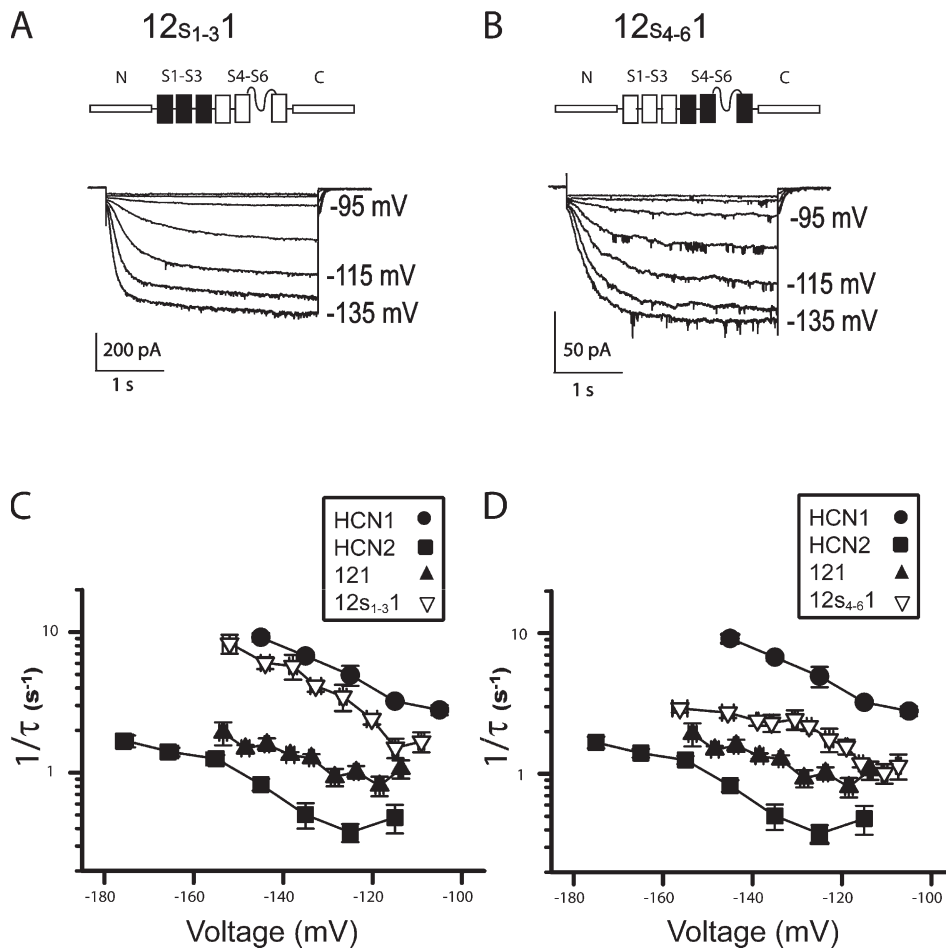 A
12s₁₋₃1
N S1-S3 S4-S6 C
-95 mV
-115 mV
-135 mV
200 pA
1 s
B
12s₄₋₆1
N S1-S3 S4-S6 C
-95 mV
-115 mV
-135 mV
50 pA
1 s
C
HCN1
HCN2
121
12s₁₋₃1
10
1
1/τ (s⁻¹)
-180 -160 -140 -120 -100
Voltage (mV)
D
HCN1
HCN2
121
12s₄₋₆1
10
1
1/τ (s⁻¹)
-180 -160 -140 -120 -100
Voltage (mV)